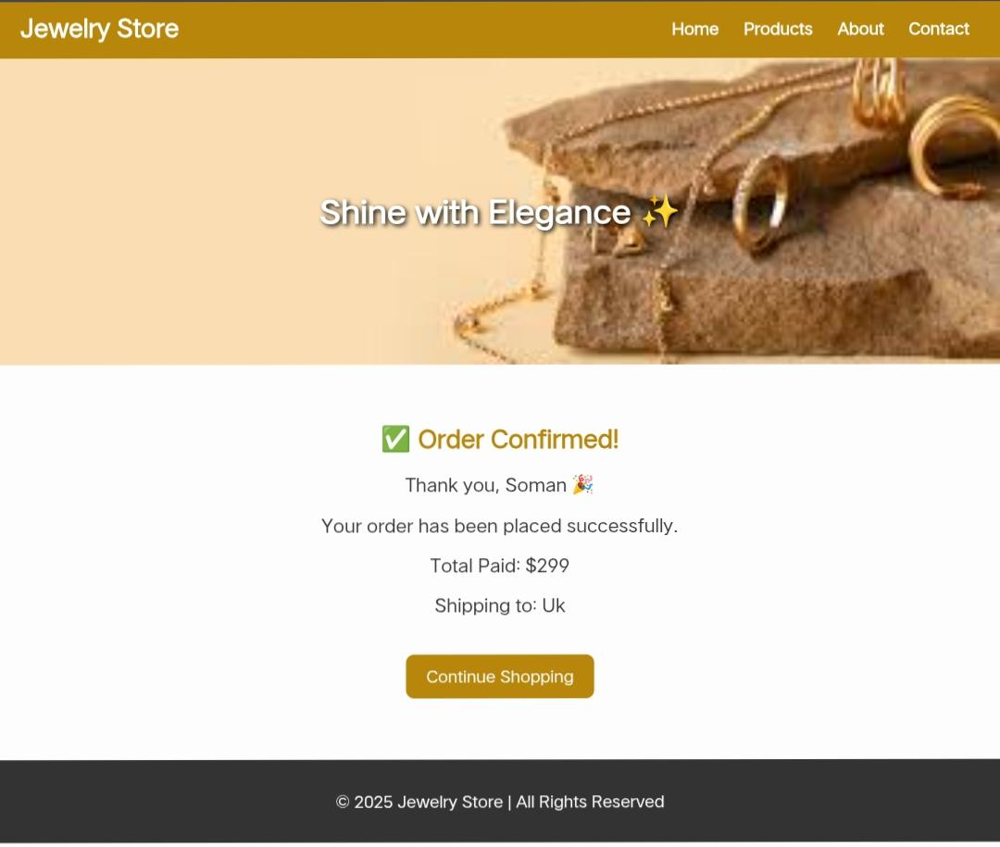 Jewelry Store
Home Products About Contact
Shine with Elegance ✨
✅ Order Confirmed!
Thank you, Soman 🎉
Your order has been placed successfully.
Total Paid: $299
Shipping to: Uk
Continue Shopping
© 2025 Jewelry Store | All Rights Reserved